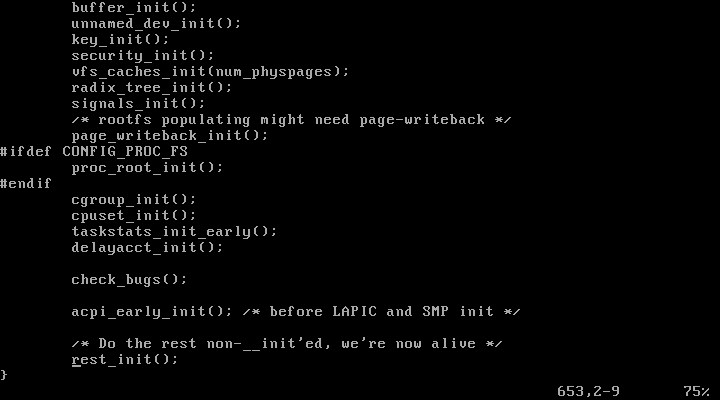 buffer_init();
unnamed_dev_init();
key_init();
security_init();
vfs_caches_init(num_physpages);
radix_tree_init();
signals_init();
/* rootfs populating might need page-writeback */
page_writeback_init();
#ifdef CONFIG_PROC_FS
proc_root_init();
#endif
cgroup_init();
cpuset_init();
taskstats_init_early();
delayacct_init();
check_bugs();
acpi_early_init(); /* before LAPIC and SMP init */
/* Do the rest non-__init'ed, we're now alive */
rest_init();
}
653,2-9 75%